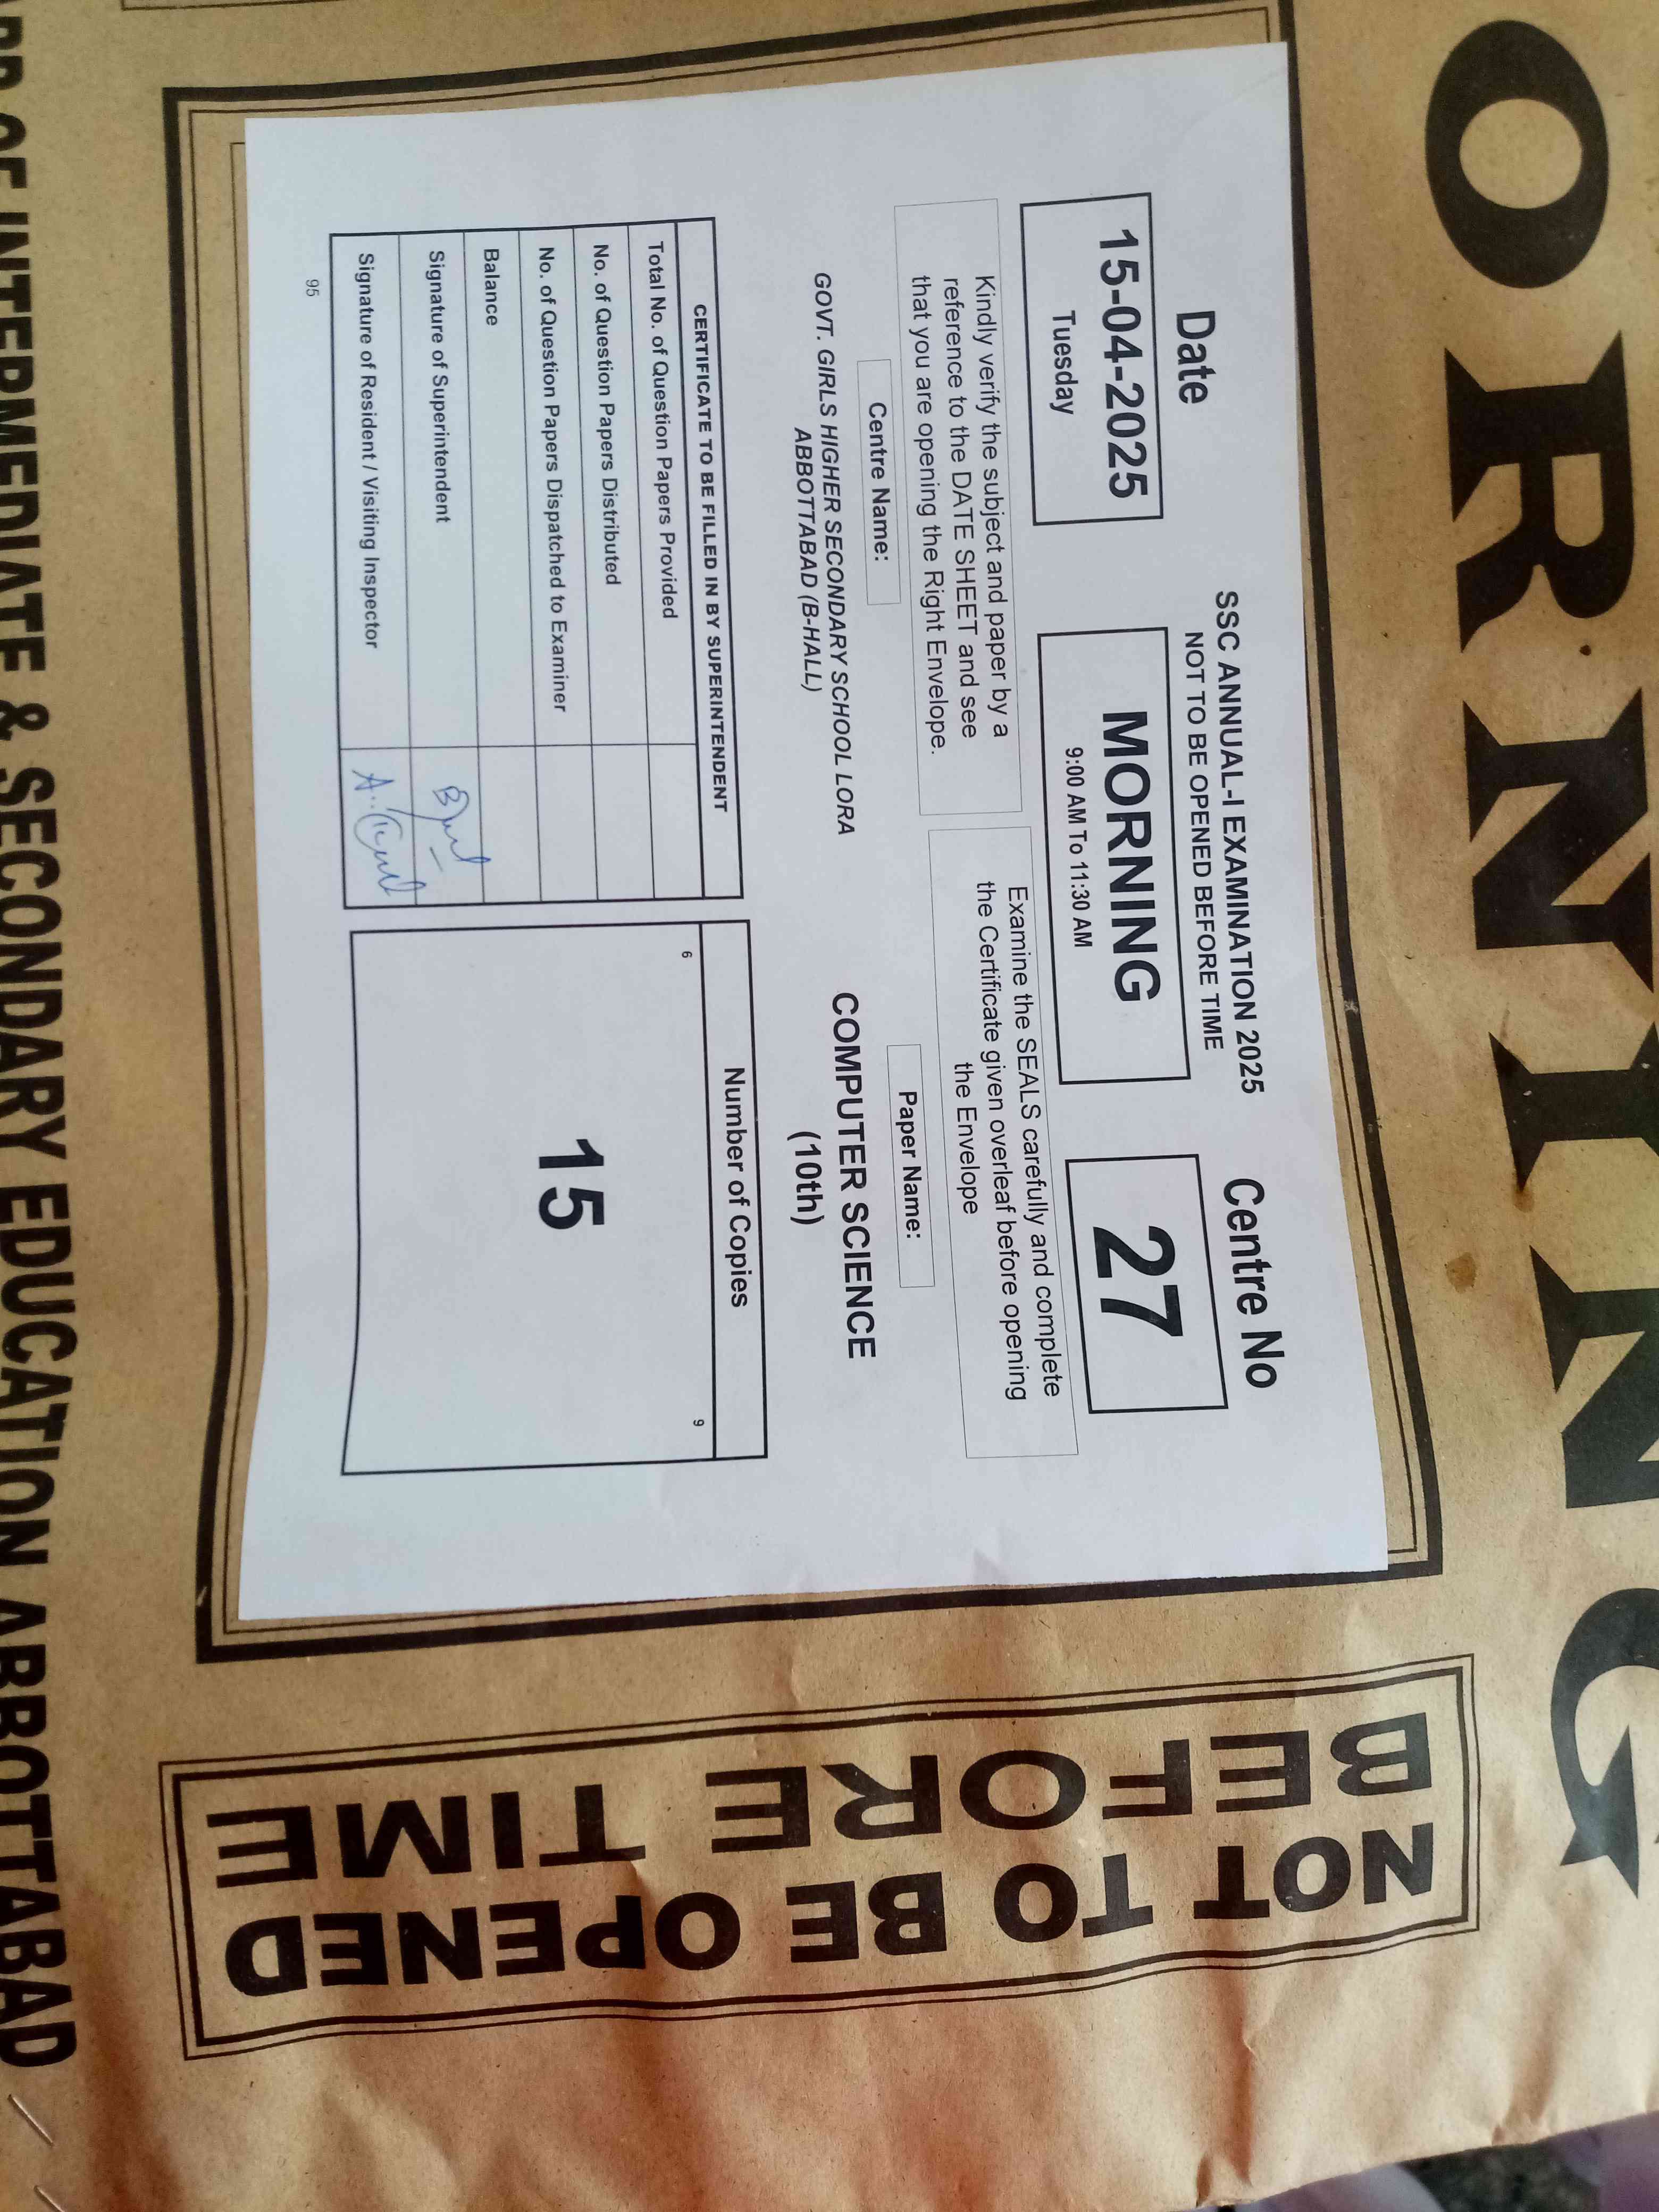 ORNING
Date
SSC ANNUAL-I EXAMINATION 2025
NOT TO BE OPENED BEFORE TIME
Centre No
15-04-2025
Tuesday
MORNING
9:00 AM To 11:30 AM
27
Kindly verify the subject and paper by a
reference to the DATE SHEET and see
that you are opening the Right Envelope.
Examine the SEALS carefully and complete
the Certificate given overleaf before opening
the Envelope
Centre Name:
Paper Name:
GOVT. GIRLS HIGHER SECONDARY SCHOOL LORA
ABBOTTABAD (B-HALL)
COMPUTER SCIENCE
(10th)
CERTIFICATE TO BE FILLED IN BY SUPERINTENDENT
Total No. of Question Papers Provided
No. of Question Papers Distributed
No. of Question Papers Dispatched to Examiner
Balance
Signature of Superintendent
Signature of Resident / Visiting Inspector
Number of Copies
6
9
15
95
NOT TO BE OPENED
BEFORE TIME
OF INTERMEDIATE & SECONDARY EDUCATION ABBOTTABAD